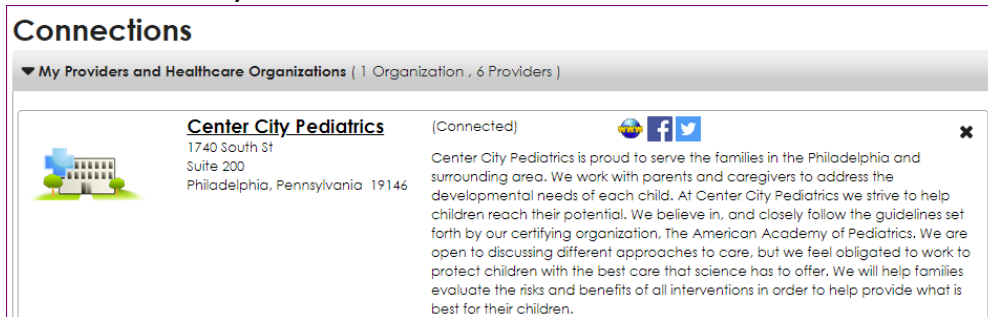 Connections
▼ My Providers and Healthcare Organizations ( 1 Organization , 6 Providers )
Center City Pediatrics
1740 South St
Suite 200
Philadelphia, Pennsylvania 19146
(Connected)
www
Center City Pediatrics is proud to serve the families in the Philadelphia and
surrounding area. We work with parents and caregivers to address the
developmental needs of each child. At Center City Pediatrics we strive to help
children reach their potential. We believe in, and closely follow the guidelines set
forth by our certifying organization, The American Academy of Pediatrics. We are
open to discussing different approaches to care, but we feel obligated to work to
protect children with the best care that science has to offer. We will help families
evaluate the risks and benefits of all interventions in order to help provide what is
best for their children.